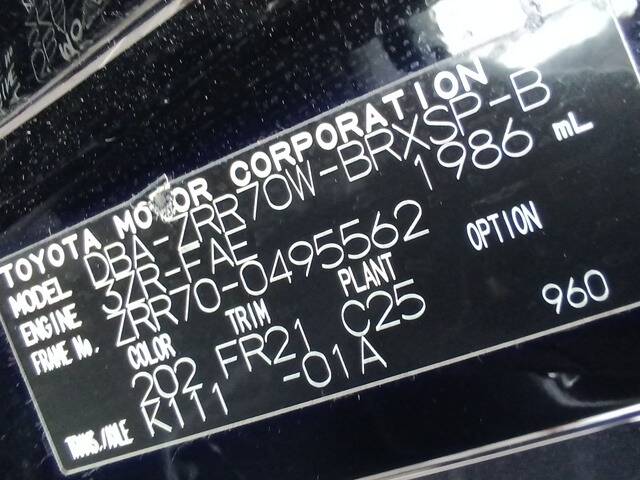 TOYOTA MOTOR CORPORATION
MODEL DBA-ZRR70W-BRXSP-B
ENGINE 3ZR-FAE 1986 mL
FRAME No. ZRR70-0495562
COLOR TRIM PLANT OPTION
202 FR21 C25 960
TRANS./AXLE K111 -01A